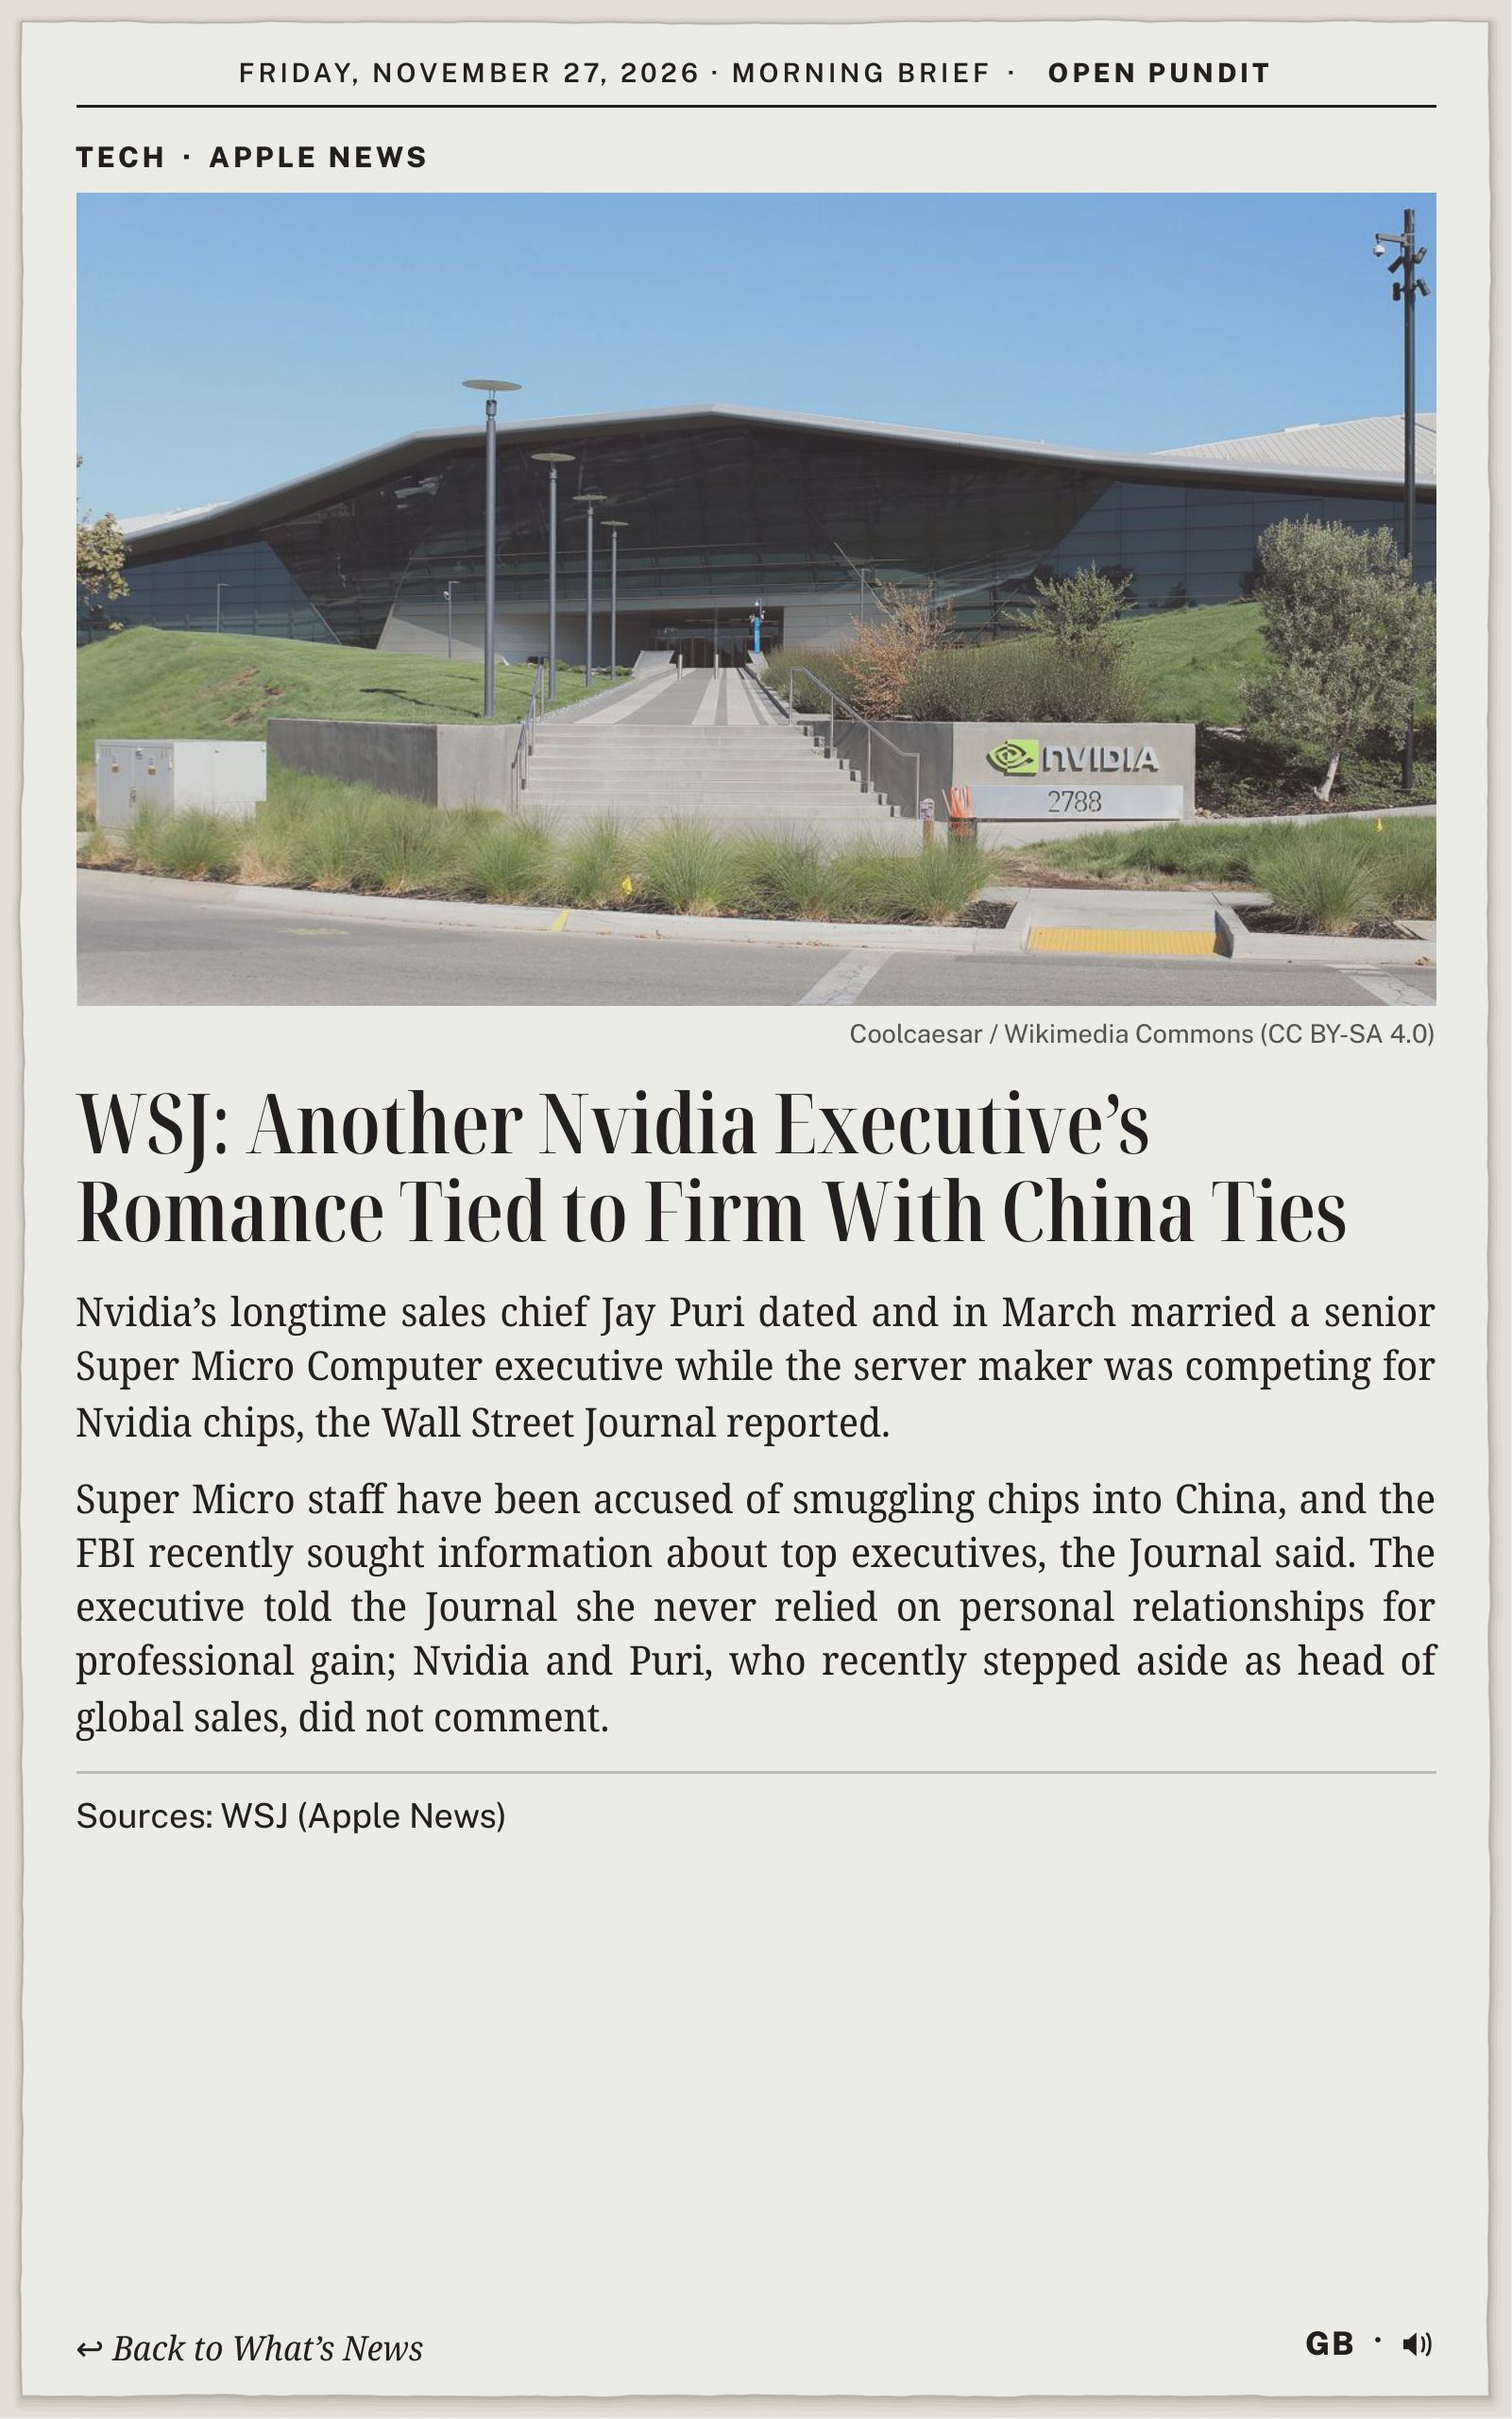 FRIDAY, NOVEMBER 27, 2026 · MORNING BRIEF · OPEN PUNDIT
TECH · APPLE NEWS
NVIDIA
2788
Coolcaesar / Wikimedia Commons (CC BY-SA 4.0)
WSJ: Another Nvidia Executive’s
Romance Tied to Firm With China Ties
Nvidia’s longtime sales chief Jay Puri dated and in March married a senior
Super Micro Computer executive while the server maker was competing for
Nvidia chips, the Wall Street Journal reported.
Super Micro staff have been accused of smuggling chips into China, and the
FBI recently sought information about top executives, the Journal said. The
executive told the Journal she never relied on personal relationships for
professional gain; Nvidia and Puri, who recently stepped aside as head of
global sales, did not comment.
Sources: WSJ (Apple News)
↩ Back to What’s News
GB ·